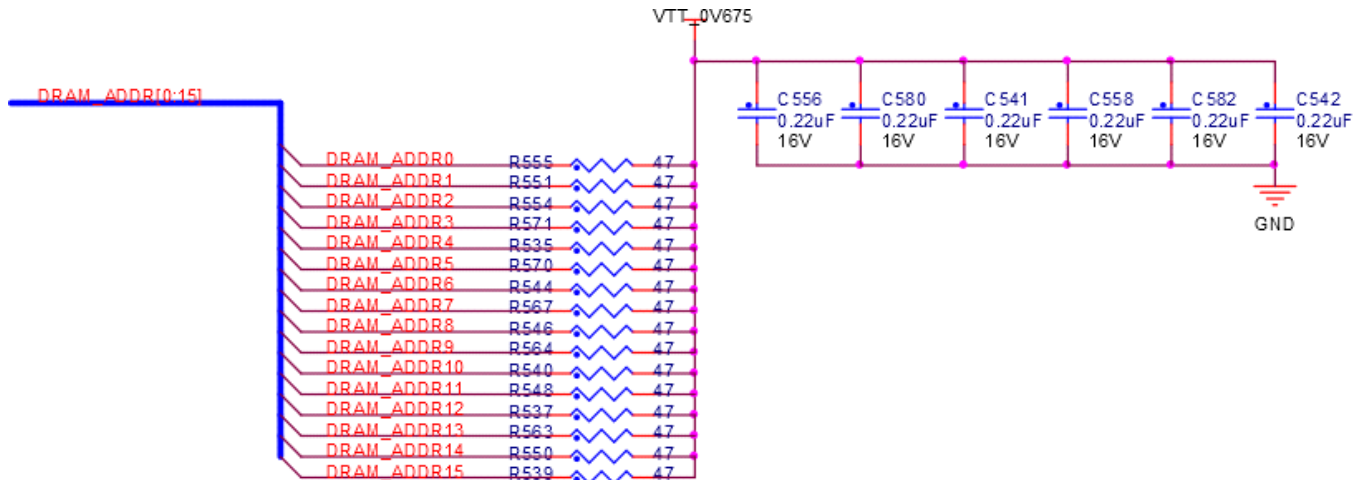 VTT_0V675
DRAM_ADDR[0:15]
C556
0.22uF
16V
C580
0.22uF
16V
C541
0.22uF
16V
C558
0.22uF
16V
C582
0.22uF
16V
C542
0.22uF
16V
GND
DRAM_ADDR0 R555 47
DRAM_ADDR1 R551 47
DRAM_ADDR2 R554 47
DRAM_ADDR3 R571 47
DRAM_ADDR4 R535 47
DRAM_ADDR5 R570 47
DRAM_ADDR6 R544 47
DRAM_ADDR7 R567 47
DRAM_ADDR8 R546 47
DRAM_ADDR9 R564 47
DRAM_ADDR10 R540 47
DRAM_ADDR11 R548 47
DRAM_ADDR12 R537 47
DRAM_ADDR13 R563 47
DRAM_ADDR14 R550 47
DRAM_ADDR15 R539 47